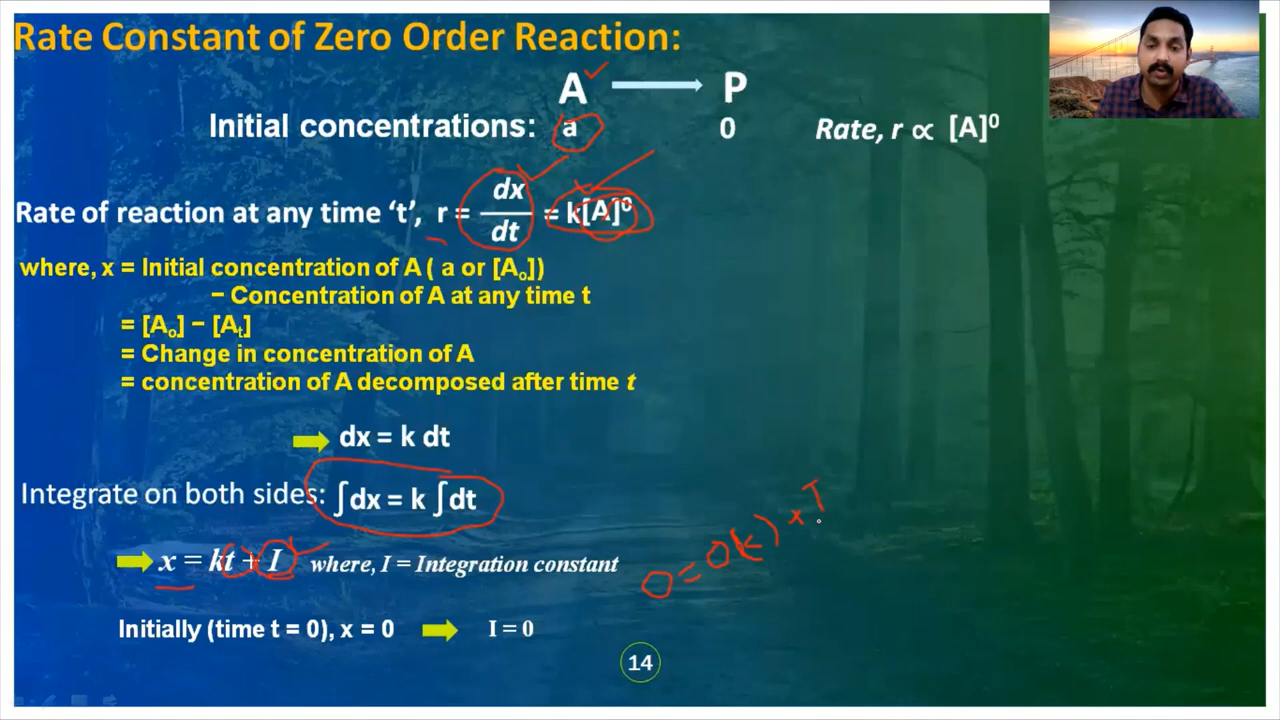 Rate Constant of Zero Order Reaction:
A ⟶ P
Initial concentrations: a 0 Rate, r ∝ [A]⁰
Rate of reaction at any time ‘t’, r = dx/dt = k[A]⁰
where, x = Initial concentration of A ( a or [Aₒ])
− Concentration of A at any time t
= [Aₒ] − [Aₜ]
= Change in concentration of A
= concentration of A decomposed after time t
dx = k dt
Integrate on both sides: ∫dx = k ∫dt
x = kt + I where, I = Integration constant
0 = 0k) + I
Initially (time t = 0), x = 0 I = 0
14